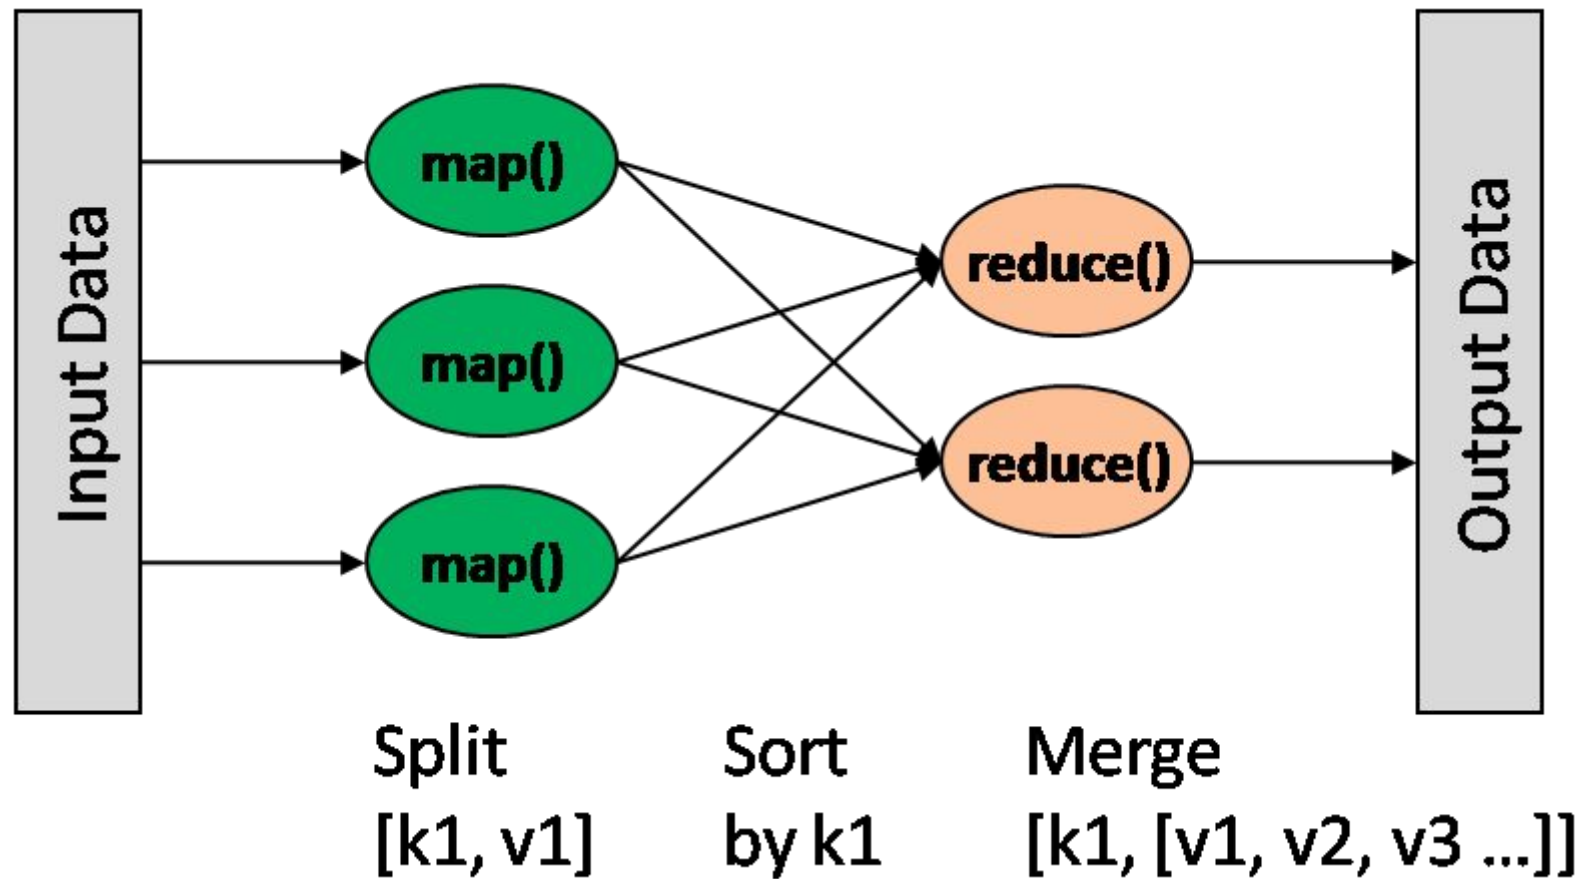 Input Data
map()
map()
map()
reduce()
reduce()
Output Data
Split
[k1, v1]
Sort
by k1
Merge
[k1, [v1, v2, v3 ...]]